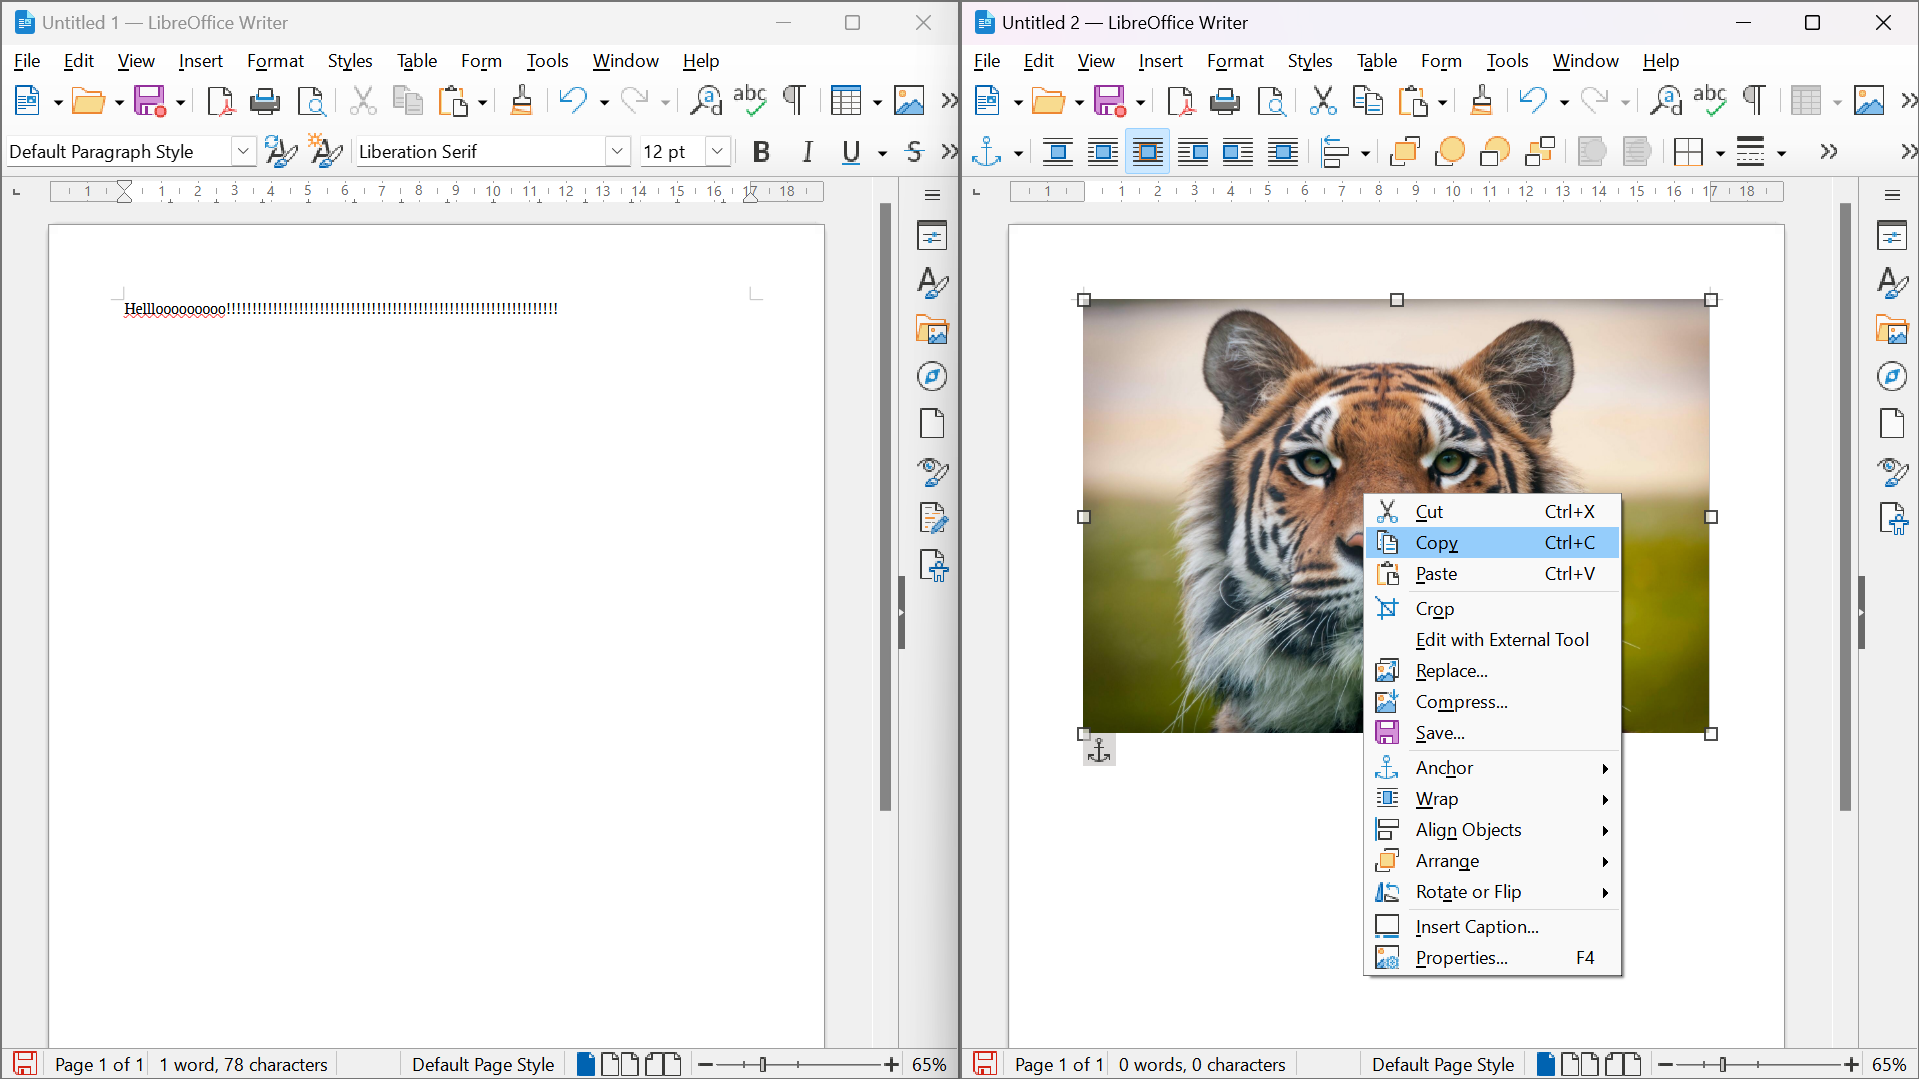 Untitled 1 — LibreOffice Writer
File Edit View Insert Format Styles Table Form Tools Window Help
Default Paragraph Style Liberation Serif 12 pt B I U S
1 1 2 3 4 5 6 7 8 9 10 11 12 13 14 15 16 17 18
Hellloooooooooo!!!!!!!!!!!!!!!!!!!!!!!!!!!!!!!!!!!!!!!!!!!!!!!!!!!!!!!!!!!!!!!
Page 1 of 1 1 word, 78 characters Default Page Style 65%
Untitled 2 — LibreOffice Writer
File Edit View Insert Format Styles Table Form Tools Window Help
1 1 2 3 4 5 6 7 8 9 10 11 12 13 14 15 16 17 18
Cut Ctrl+X
Copy Ctrl+C
Paste Ctrl+V
Crop
Edit with External Tool
Replace...
Compress...
Save...
Anchor
Wrap
Align Objects
Arrange
Rotate or Flip
Insert Caption...
Properties... F4
Page 1 of 1 0 words, 0 characters Default Page Style 65%